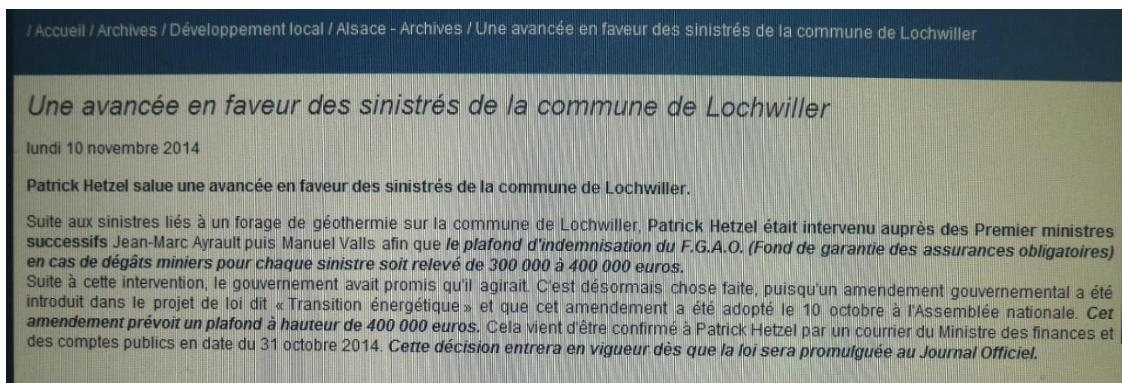 / Accueil / Archives / Développement local / Alsace - Archives / Une avancée en faveur des sinistrés de la commune de Lochwiller
Une avancée en faveur des sinistrés de la commune de Lochwiller
lundi 10 novembre 2014
Patrick Hetzel salue une avancée en faveur des sinistrés de la commune de Lochwiller.
Suite aux sinistres liés à un forage de géothermie sur la commune de Lochwiller, Patrick Hetzel était intervenu auprès des Premier ministres
successifs Jean-Marc Ayrault puis Manuel Valls afin que le plafond d'indemnisation du F.G.A.O. (Fond de garantie des assurances obligatoires)
en cas de dégâts miniers pour chaque sinistre soit relevé de 300 000 à 400 000 euros.
Suite à cette intervention, le gouvernement avait promis qu'il agirait. C'est désormais chose faite, puisqu'un amendement gouvernemental a été
introduit dans le projet de loi dit « Transition énergétique » et que cet amendement a été adopté le 10 octobre à l'Assemblée nationale. Cet
amendement prévoit un plafond à hauteur de 400 000 euros. Cela vient d'être confirmé à Patrick Hetzel par un courrier du Ministre des finances et
des comptes publics en date du 31 octobre 2014. Cette décision entrera en vigueur dès que la loi sera promulguée au Journal Officiel.